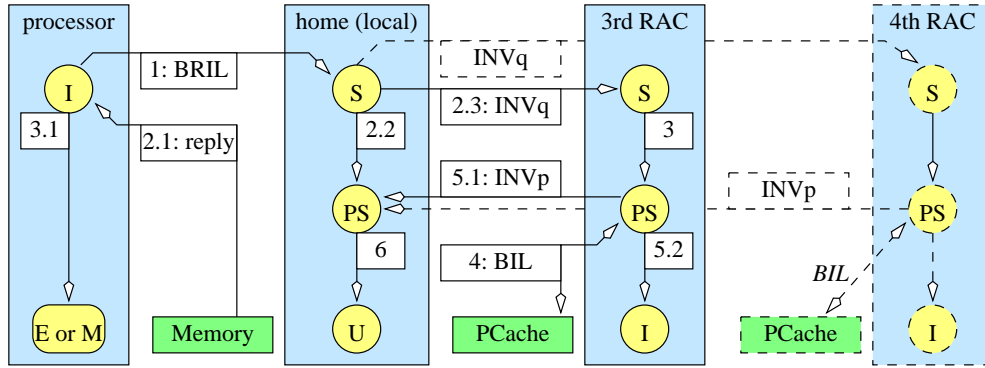 processor
home (local)
3rd RAC
4th RAC
INVq
1: BRIL
I
S
S
S
2.3: INVq
3.1
2.1: reply
2.2
3
5.1: INVp
INVp
PS
PS
PS
6
4: BIL
5.2
BIL
E or M
Memory
U
PCache
I
PCache
I